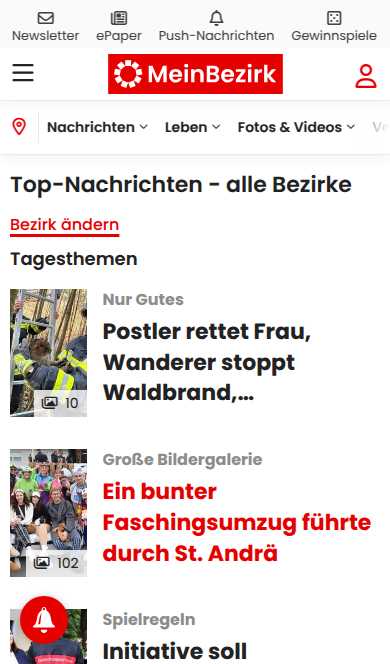 Newsletter ePaper Push-Nachrichten Gewinnspiele
MeinBezirk
Nachrichten Leben Fotos & Videos
Top-Nachrichten - alle Bezirke
Bezirk ändern
Tagesthemen
Nur Gutes
Postler rettet Frau,
Wanderer stoppt
Waldbrand,...
10
Große Bildergalerie
Ein bunter
Faschingsumzug führte
durch St. Andrä
102
Spielregeln
Initiative soll